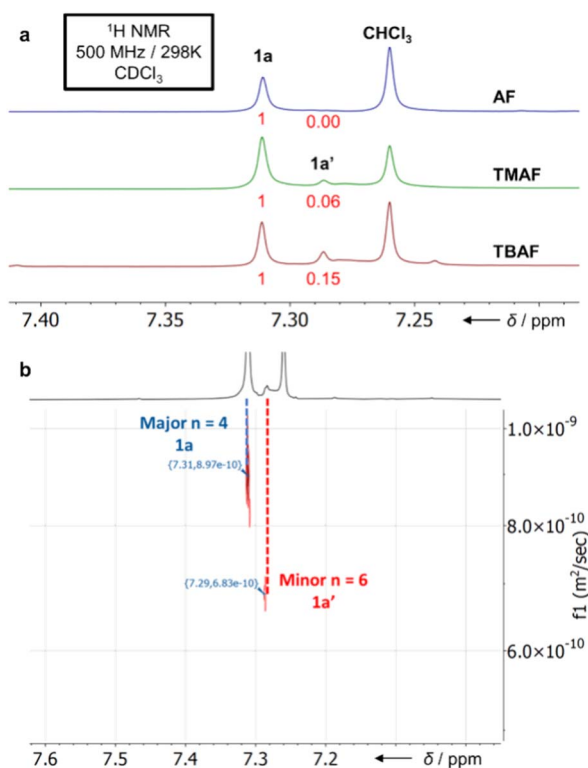 a
¹H NMR
500 MHz / 298K
CDCl₃
1a
CHCl₃
AF
1 0.00
1a’
TMAF
1 0.06
TBAF
1 0.15
7.40 7.35 7.30 7.25
δ / ppm
b
Major n = 4
1a
{7.31,8.97e-10}
1.0×10⁻⁹
8.0×10⁻¹⁰
{7.29,6.83e-10}
Minor n = 6
1a’
6.0×10⁻¹⁰
f1 (m²/sec)
7.6 7.5 7.4 7.3 7.2
δ / ppm